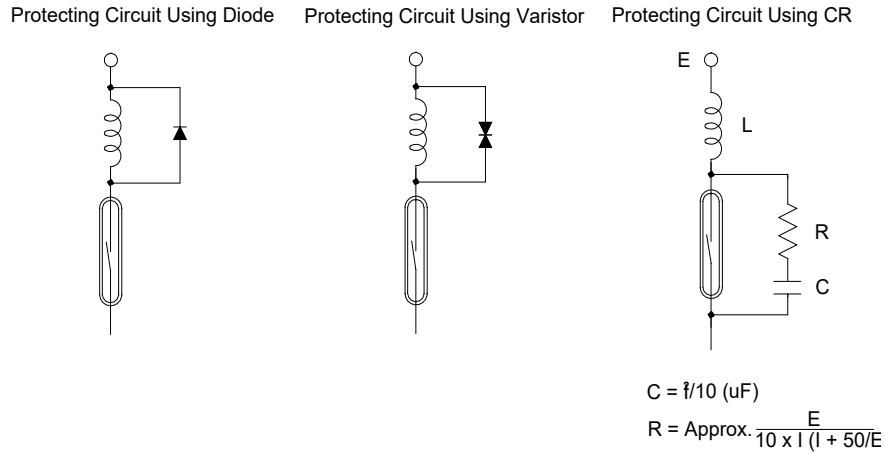 Protecting Circuit Using Diode
Protecting Circuit Using Varistor
Protecting Circuit Using CR
E
L
R
C
C = /10 (uF)
R = Approx. E
10 x I (I + 50/E